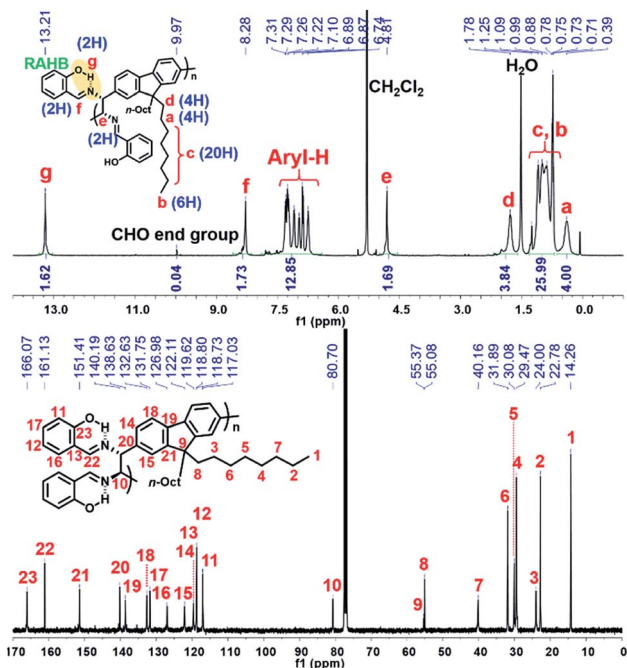 13.21
9.97
8.28
7.31
7.29
7.26
7.22
7.10
6.89
6.87
6.74
4.81
1.78
1.25
1.09
0.99
0.88
0.78
0.75
0.73
0.71
0.39
RAHB
(2H) g
O
H
N
(2H)
f
e
N
(2H)
HO
n
n-Oct
d (4H)
a (4H)
c (20H)
b (6H)
CH2Cl2
H2O
g
CHO end group
f
Aryl-H
e
d
c, b
a
1.62
0.04
1.73
12.85
1.69
3.84
25.99
4.00
13.0 11.0 9.0 7.5 6.0 4.5 3.0 1.5 0.0
f1 (ppm)
166.07
161.13
151.41
140.19
138.63
132.63
131.75
126.98
122.11
119.62
118.80
118.73
117.03
80.70
55.37
55.08
40.16
31.89
30.08
29.47
24.00
22.78
14.26
11 O H
17 23
12 13 N
16 22
14 18 19
20 15 21 9
n
3 5 7 1
8 6 4 2
n-Oct
N 10
O H
23 22 21 20 19 18 17 16 15 14 13 12 11 10 9 8 7 6 5 4 3 2 1
170 160 150 140 130 120 110 100 90 80 70 60 50 40 30 20 10 0
f1 (ppm)